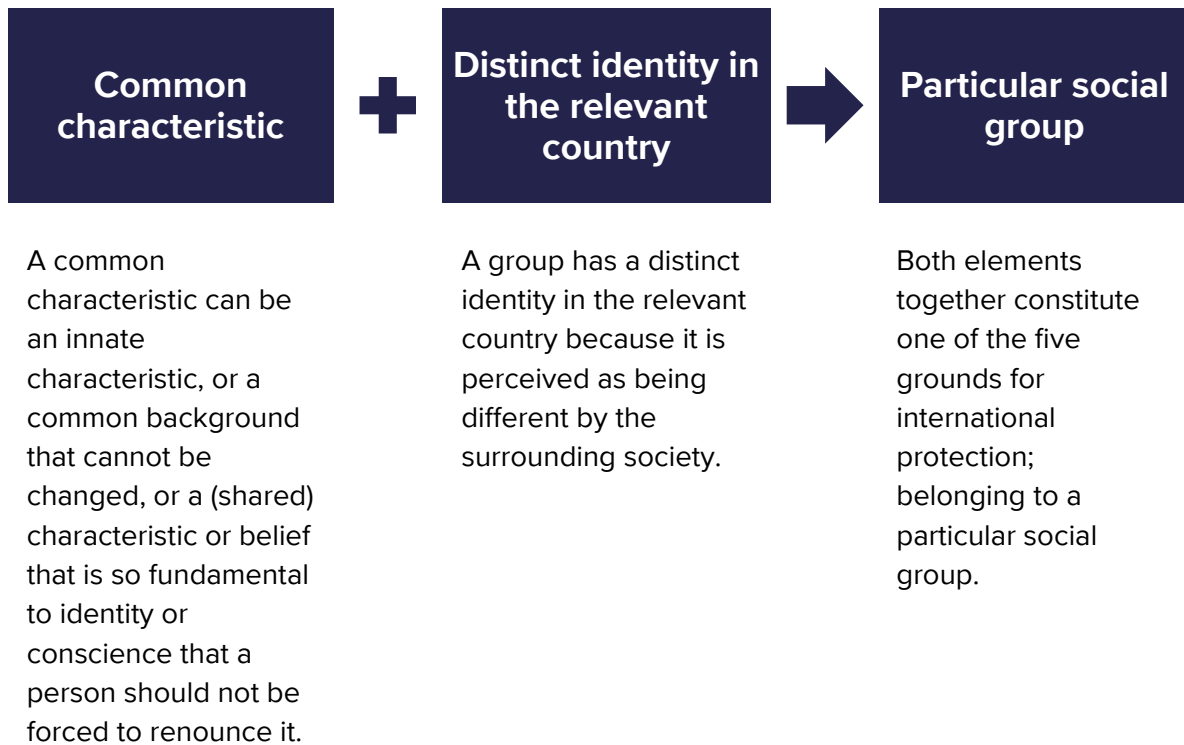 Common
characteristic
Distinct identity in
the relevant
country
Particular social
group
A common
characteristic can be
an innate
characteristic, or a
common background
that cannot be
changed, or a (shared)
characteristic or belief
that is so fundamental
to identity or
conscience that a
person should not be
forced to renounce it.
A group has a distinct
identity in the relevant
country because it is
perceived as being
different by the
surrounding society.
Both elements
together constitute
one of the five
grounds for
international
protection;
belonging to a
particular social
group.